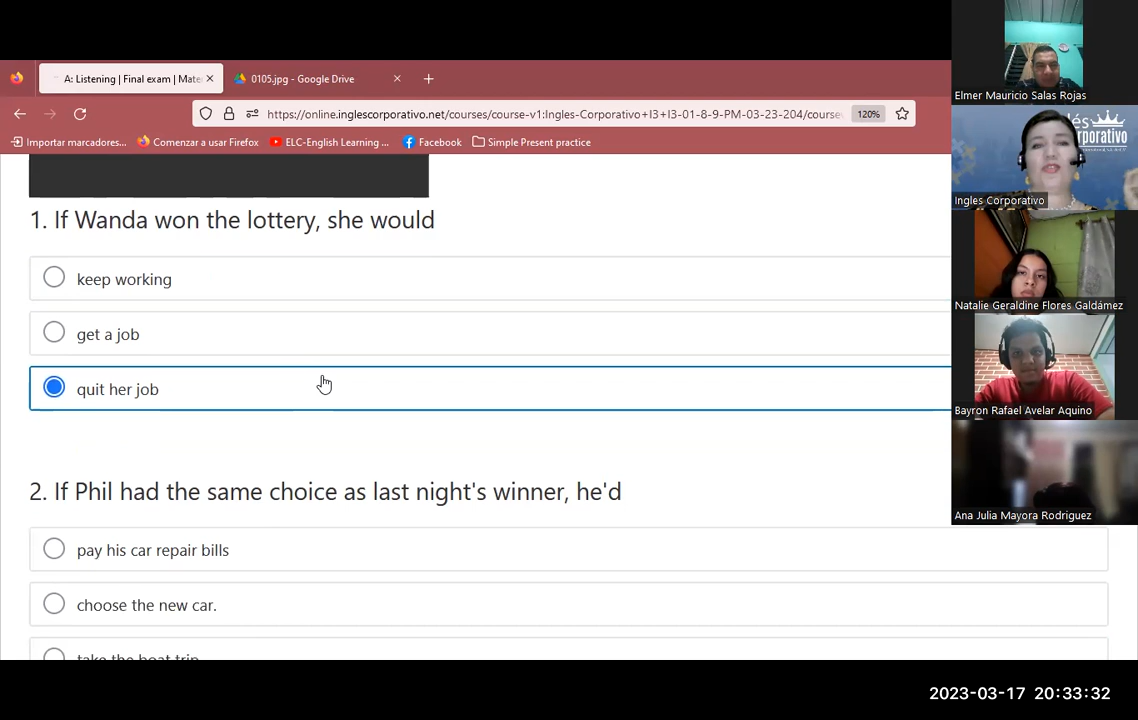 A: Listening | Final exam | Mate
0105.jpg - Google Drive
https://online.inglescorporativo.net/courses/course-v1:Ingles-Corporativo+I3+I3-01-8-9-PM-03-23-204/course
120%
Importar marcadores...
Comenzar a usar Firefox
ELC-English Learning ...
Facebook
Simple Present practice
1. If Wanda won the lottery, she would
keep working
get a job
quit her job
2. If Phil had the same choice as last night's winner, he'd
pay his car repair bills
choose the new car.
take the boat trip
Elmer Mauricio Salas Rojas
Ingles Corporativo
Natalie Geraldine Flores Galdámez
Bayron Rafael Avelar Aquino
Ana Julia Mayora Rodriguez
2023-03-17 20:33:32